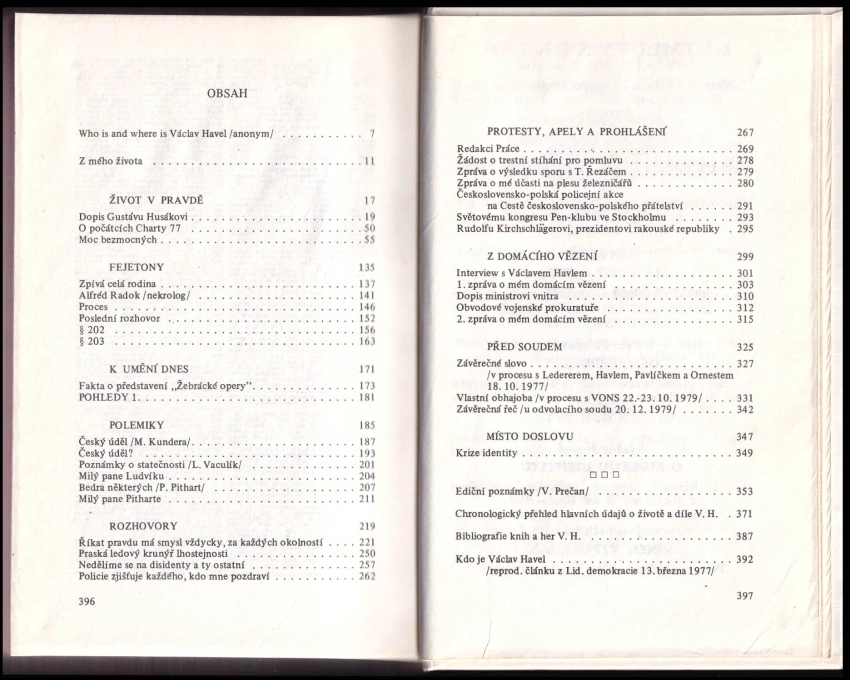 OBSAH
Who is and where is Václav Havel /anonym/ . . . . . . . . . . . 7
Z mého života . . . . . . . . . . . . . . . . . . . . . . . . . . . 11
ŽIVOT V PRAVDĚ 17
Dopis Gustávu Husákovi . . . . . . . . . . . . . . . . . . . . . . 19
O počátcích Charty 77 . . . . . . . . . . . . . . . . . . . . . . . 50
Moc bezmocných . . . . . . . . . . . . . . . . . . . . . . . . . . 55
FEJETONY 135
Zpívá celá rodina . . . . . . . . . . . . . . . . . . . . . . . . . 137
Alfréd Radok /nekrolog/ . . . . . . . . . . . . . . . . . . . . . 141
Proces . . . . . . . . . . . . . . . . . . . . . . . . . . . . . . 146
Poslední rozhovor . . . . . . . . . . . . . . . . . . . . . . . . 152
§ 202 . . . . . . . . . . . . . . . . . . . . . . . . . . . . . . 156
§ 203 . . . . . . . . . . . . . . . . . . . . . . . . . . . . . . 163
K UMĚNÍ DNES 171
Fakta o představení „Žebrácké opery". . . . . . . . . . . . . . 173
POHLEDY 1. . . . . . . . . . . . . . . . . . . . . . . . . . . . 181
POLEMIKY 185
Český úděl /M. Kundera/. . . . . . . . . . . . . . . . . . . . . 187
Český úděl? . . . . . . . . . . . . . . . . . . . . . . . . . . . 193
Poznámky o statečnosti /L. Vaculík/ . . . . . . . . . . . . . . 201
Milý pane Ludvíku . . . . . . . . . . . . . . . . . . . . . . . . 204
Bedra některých /P. Pithart/ . . . . . . . . . . . . . . . . . . 207
Milý pane Pitharte . . . . . . . . . . . . . . . . . . . . . . . 211
ROZHOVORY 219
Říkat pravdu má smysl vždycky, za každých okolností . . . . 221
Praská ledový krunýř lhostejnosti . . . . . . . . . . . . . . . 250
Nedělíme se na disidenty a ty ostatní . . . . . . . . . . . . . 257
Policie zjišťuje každého, kdo mne pozdraví . . . . . . . . . . 262
396
PROTESTY, APELY A PROHLÁŠENÍ 267
Redakci Práce . . . . . . . . . . . . . . . . . . . . . . . . . . 269
Žádost o trestní stíhání pro pomluvu . . . . . . . . . . . . . 278
Zpráva o výsledku sporu s T. Řezáčem . . . . . . . . . . . . . 279
Zpráva o mé účasti na plesu železničářů . . . . . . . . . . . . 280
Československo-polská policejní akce
na Cestě československo-polského přátelství . . . . . . . 291
Světovému kongresu Pen-klubu ve Stockholmu . . . . . . . . 293
Rudolfu Kirchschlägerovi, prezidentovi rakouské republiky . 295
Z DOMÁCÍHO VĚZENÍ 299
Interview s Václavem Havlem . . . . . . . . . . . . . . . . . . 301
1. zpráva o mém domácím vězení . . . . . . . . . . . . . . . . 303
Dopis ministrovi vnitra . . . . . . . . . . . . . . . . . . . . . 310
Obvodové vojenské prokuratuře . . . . . . . . . . . . . . . . . 312
2. zpráva o mém domácím vězení . . . . . . . . . . . . . . . . 315
PŘED SOUDEM 325
Závěrečné slovo . . . . . . . . . . . . . . . . . . . . . . . . . 327
/v procesu s Ledererem, Havlem, Pavlíčkem a Ornestem
18. 10. 1977/
Vlastní obhajoba /v procesu s VONS 22.-23. 10. 1979/ . . . . 331
Závěrečná řeč /u odvolacího soudu 20. 12. 1979/ . . . . . . . 342
MÍSTO DOSLOVU 347
Krize identity . . . . . . . . . . . . . . . . . . . . . . . . . . 349
□ □ □
Ediční poznámky /V. Prečan/ . . . . . . . . . . . . . . . . . . 353
Chronologický přehled hlavních údajů o životě a díle V. H. . 371
Bibliografie knih a her V. H. . . . . . . . . . . . . . . . . . . 387
Kdo je Václav Havel . . . . . . . . . . . . . . . . . . . . . . . 392
/reprod. článku z Lid. demokracie 13. března 1977/
397